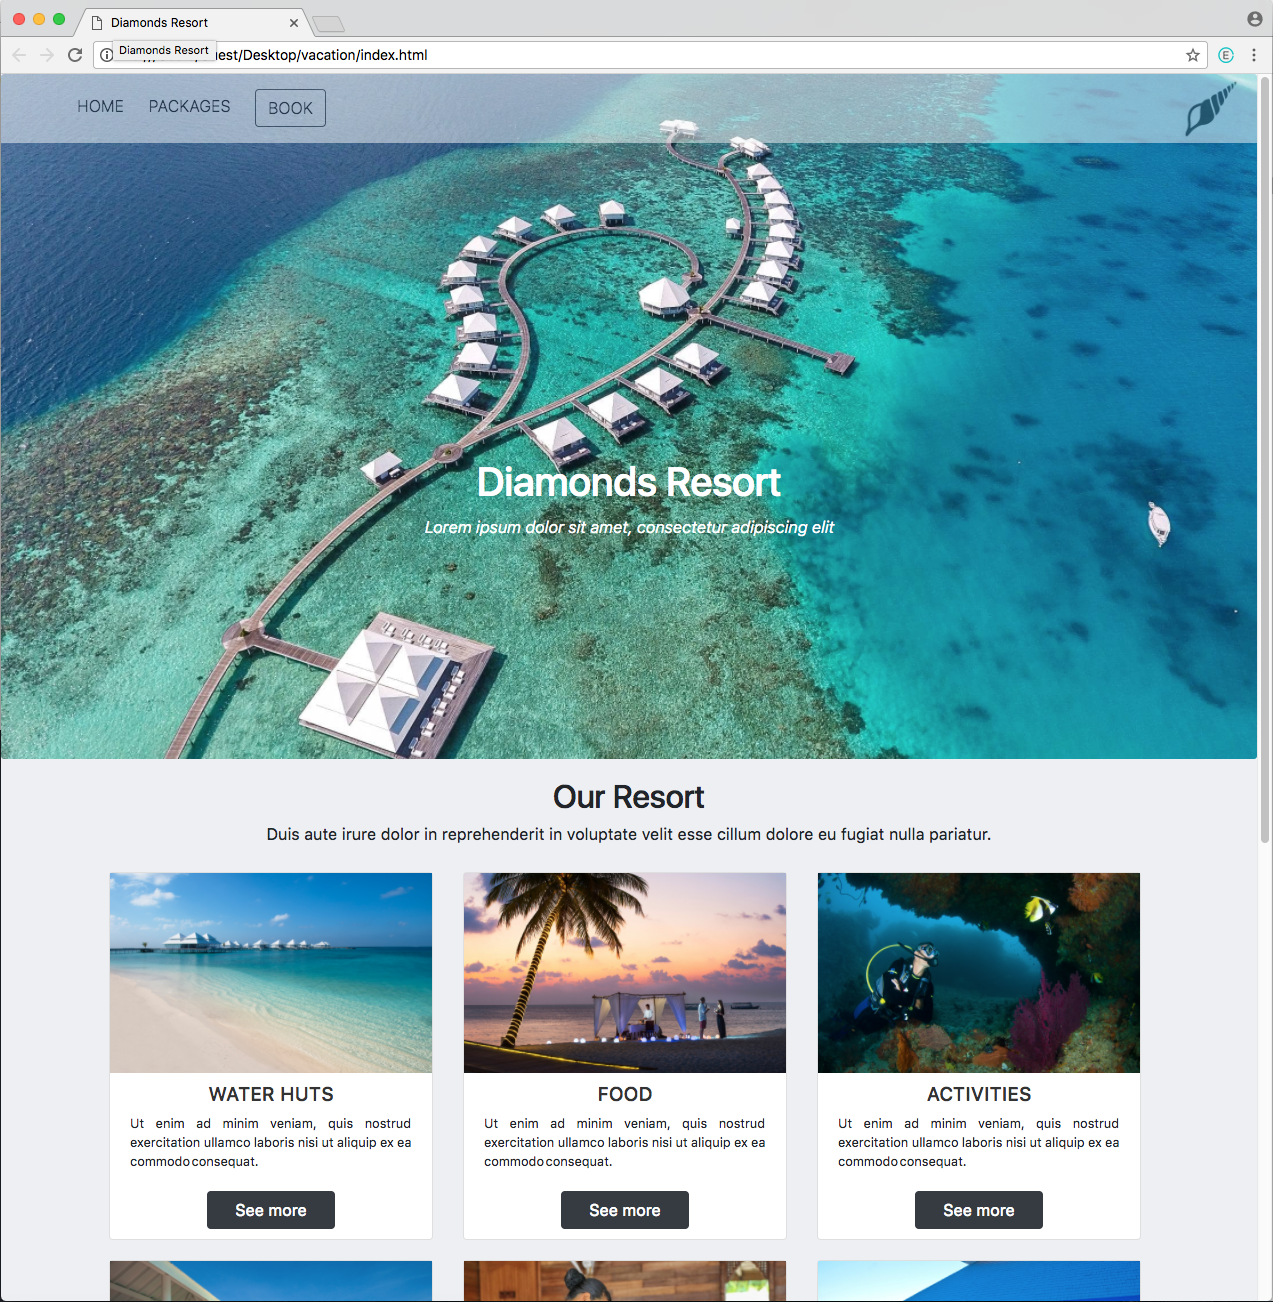 Diamonds Resort
Diamonds Resort
uest/Desktop/vacation/index.html
E
HOME PACKAGES BOOK
Diamonds Resort
Lorem ipsum dolor sit amet, consectetur adipiscing elit
Our Resort
Duis aute irure dolor in reprehenderit in voluptate velit esse cillum dolore eu fugiat nulla pariatur.
WATER HUTS
Ut enim ad minim veniam, quis nostrud
exercitation ullamco laboris nisi ut aliquip ex ea
commodo consequat.
See more
FOOD
Ut enim ad minim veniam, quis nostrud
exercitation ullamco laboris nisi ut aliquip ex ea
commodo consequat.
See more
ACTIVITIES
Ut enim ad minim veniam, quis nostrud
exercitation ullamco laboris nisi ut aliquip ex ea
commodo consequat.
See more